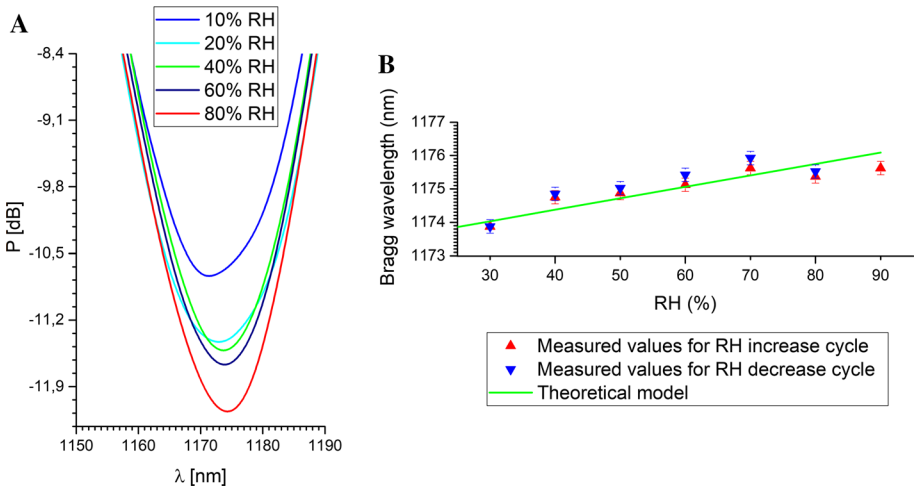 A
10% RH
20% RH
40% RH
60% RH
80% RH
-8,4
-9,1
-9,8
-10,5
-11,2
-11,9
P [dB]
1150 1160 1170 1180 1190
λ [nm]
B
1177
1176
1175
1174
1173
Bragg wavelength (nm)
30 40 50 60 70 80 90
RH (%)
Measured values for RH increase cycle
Measured values for RH decrease cycle
Theoretical model